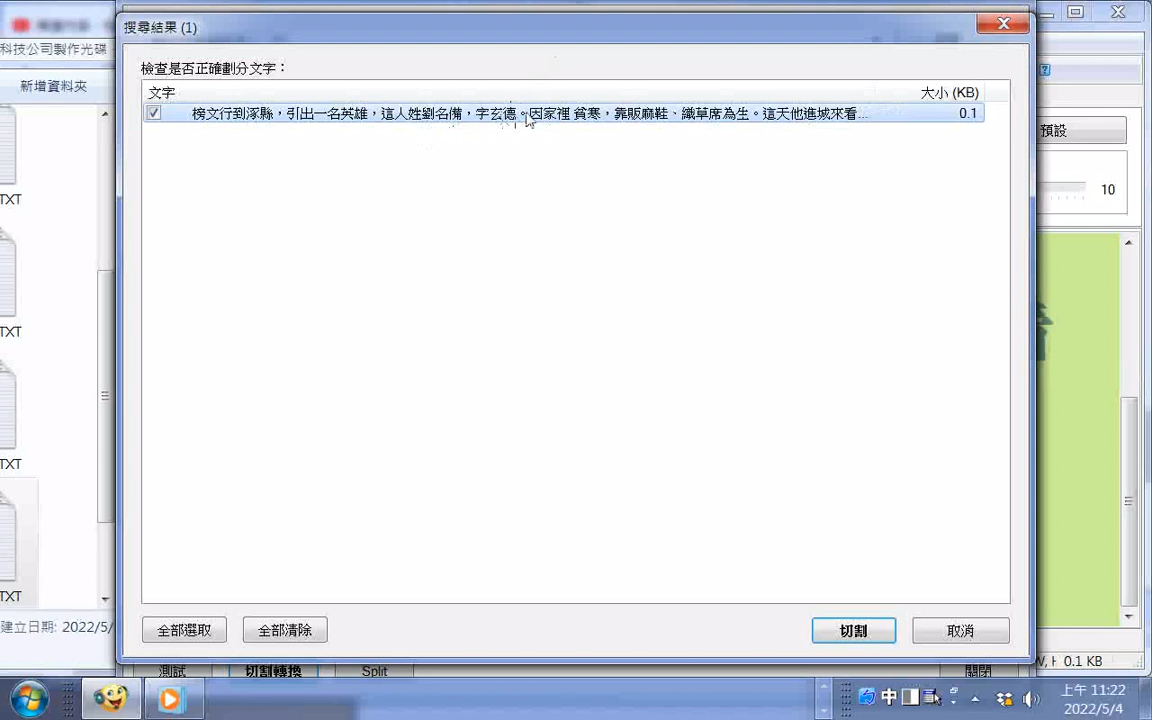 搜尋結果 (1)
科技公司製作光碟
新增資料夾
檢查是否正確劃分文字：
文字
大小 (KB)
榜文行到涿縣，引出一名英雄，這人姓劉名備，字玄德。因家裡 貧寒，靠販麻鞋、織草席為生。這天他進城來看...
0.1
預設
10
TXT
TXT
TXT
TXT
建立日期: 2022/5/
全部選取
全部清除
切割
取消
測試
切割轉換
Split
關閉
0.1 KB
中
上午 11:22
2022/5/4